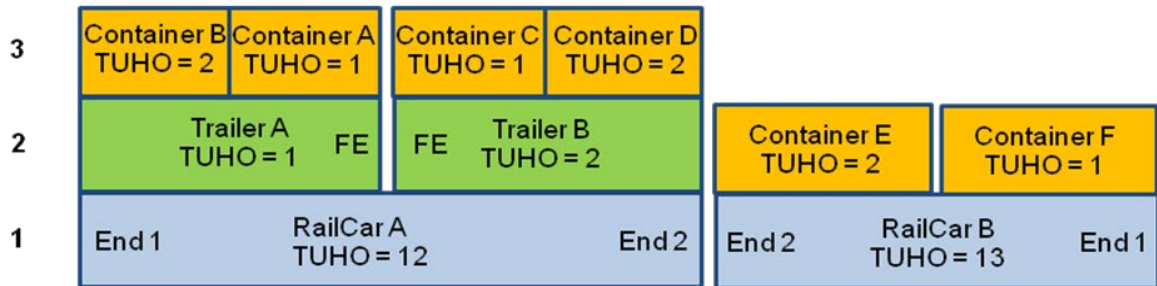 3
Container B
TUHO = 2
Container A
TUHO = 1
Container C
TUHO = 1
Container D
TUHO = 2
2
Trailer A
TUHO = 1
FE
FE
Trailer B
TUHO = 2
Container E
TUHO = 2
Container F
TUHO = 1
1
End 1
RailCar A
TUHO = 12
End 2
End 2
RailCar B
TUHO = 13
End 1